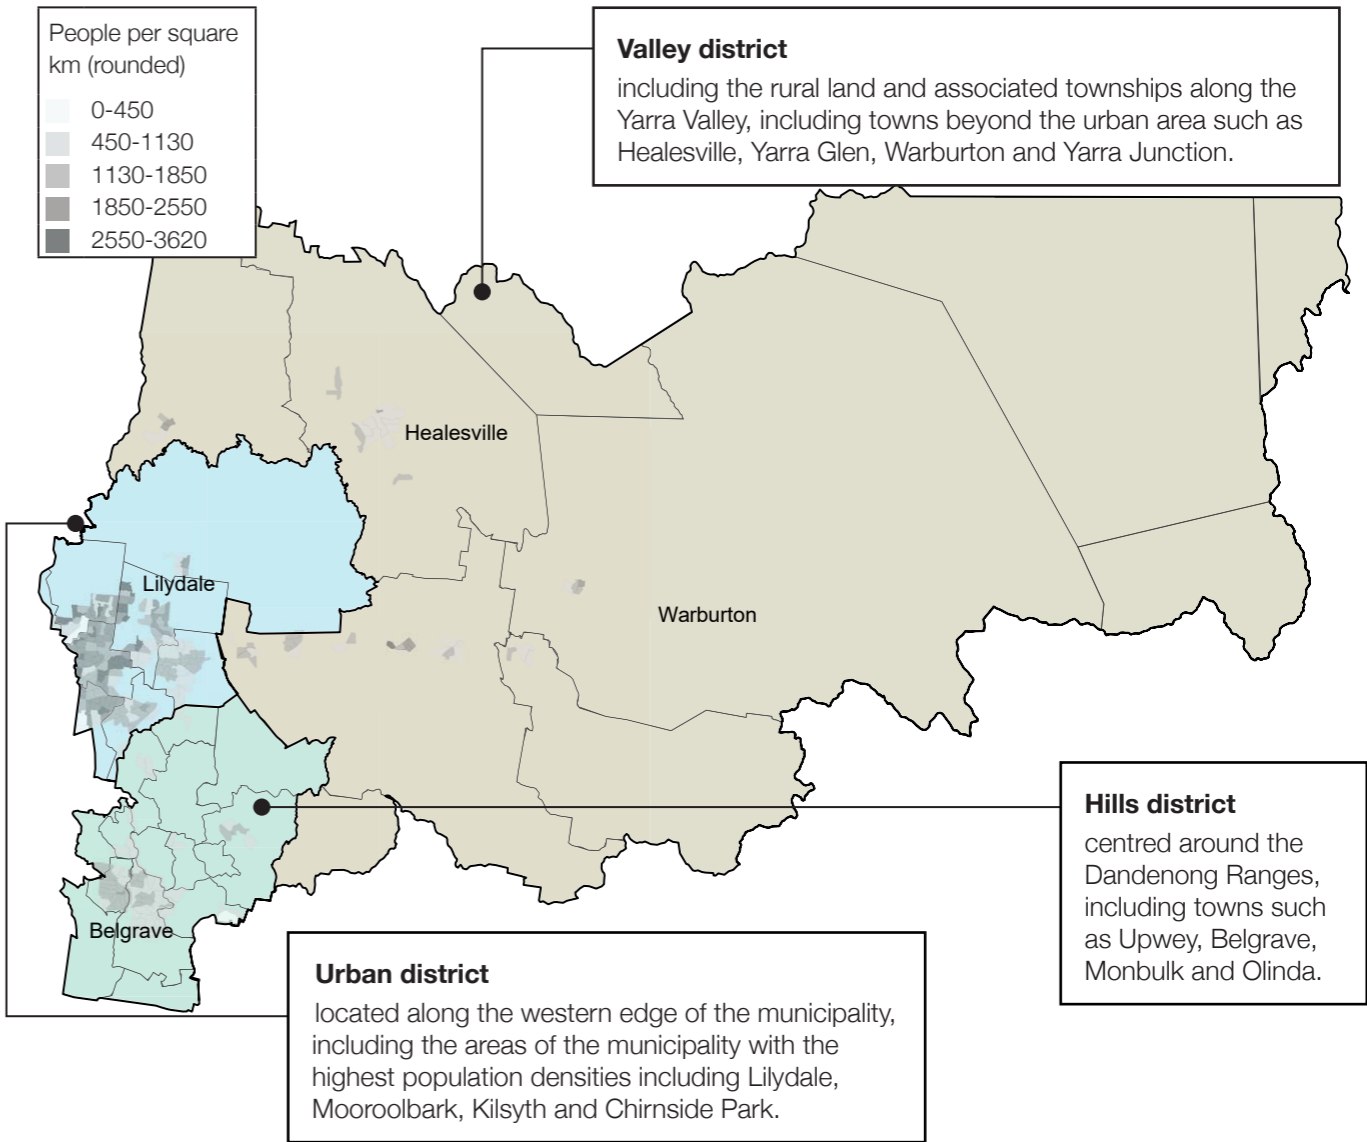 People per square
km (rounded)
0-450
450-1130
1130-1850
1850-2550
2550-3620
Valley district
including the rural land and associated townships along the
Yarra Valley, including towns beyond the urban area such as
Healesville, Yarra Glen, Warburton and Yarra Junction.
Healesville
Lilydale
Warburton
Belgrave
Hills district
centred around the
Dandenong Ranges,
including towns such
as Upwey, Belgrave,
Monbulk and Olinda.
Urban district
located along the western edge of the municipality,
including the areas of the municipality with the
highest population densities including Lilydale,
Mooroolbark, Kilsyth and Chirnside Park.